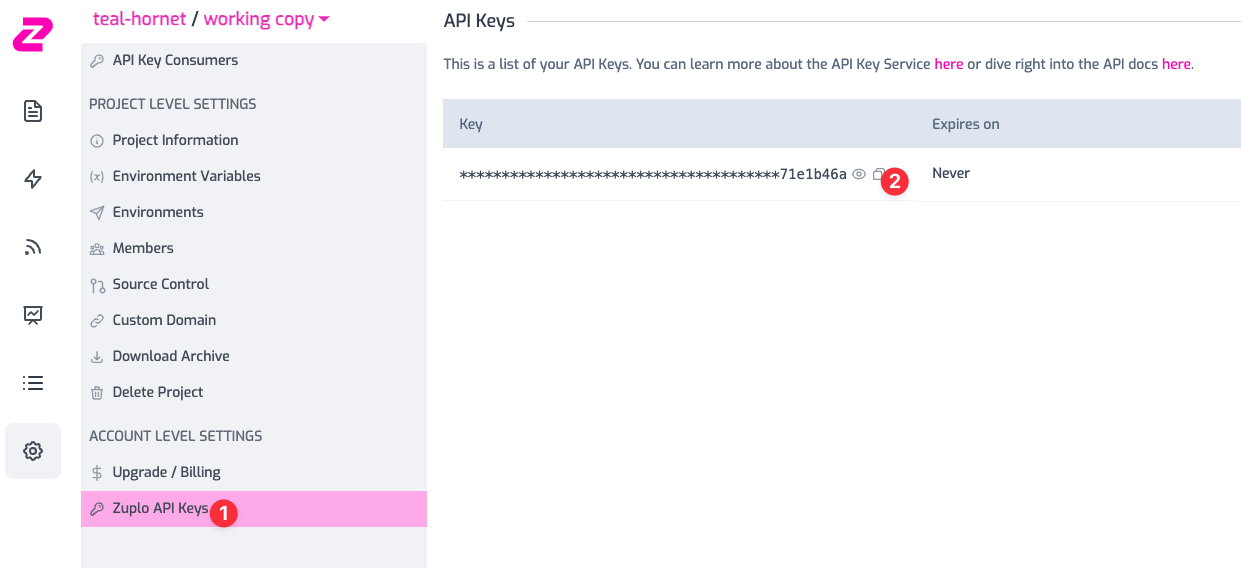 teal-hornet / working copy
API Key Consumers
PROJECT LEVEL SETTINGS
Project Information
(x) Environment Variables
Environments
Members
Source Control
Custom Domain
Download Archive
Delete Project
ACCOUNT LEVEL SETTINGS
$ Upgrade / Billing
Zuplo API Keys 1
API Keys
This is a list of your API Keys. You can learn more about the API Key Service here or dive right into the API docs here.
Key Expires on
****************************************71e1b46a 2 Never